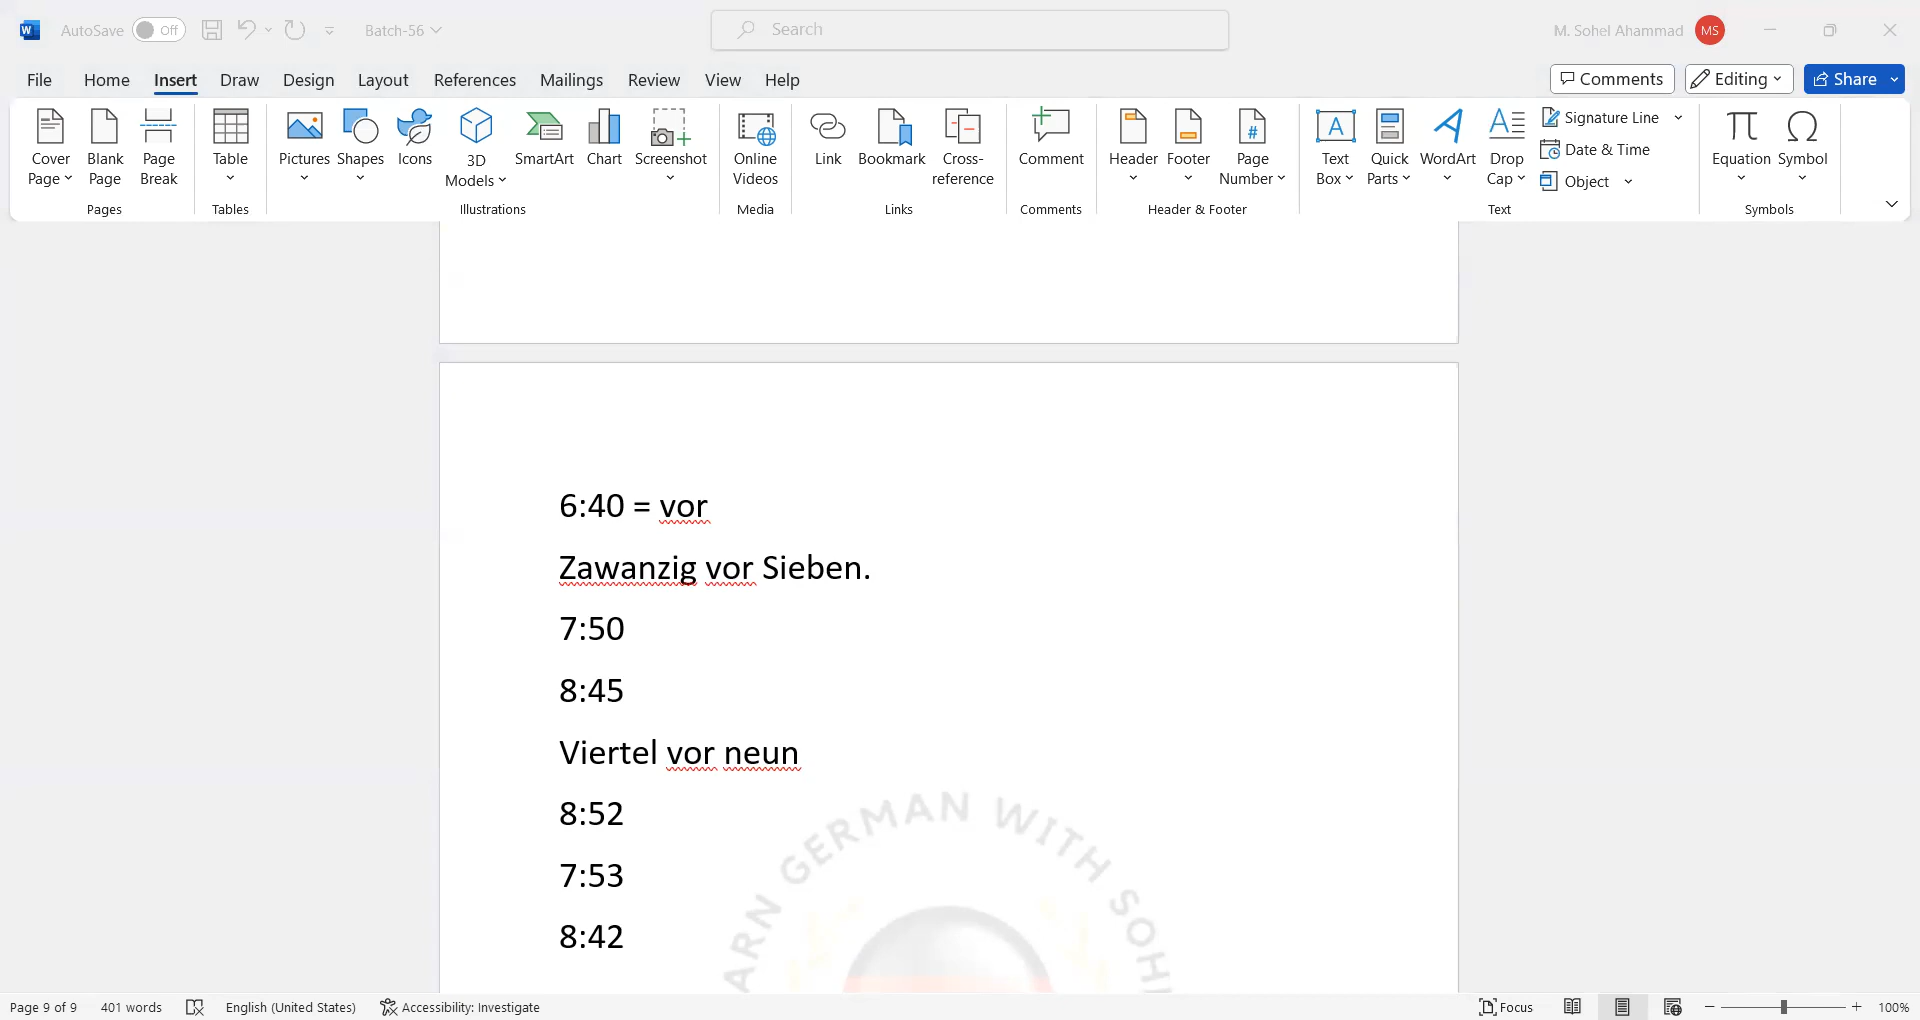 AutoSave Off Batch-56 Search M. Sohel Ahammad MS
File Home Insert Draw Design Layout References Mailings Review View Help Comments Editing Share
Cover Page
Blank Page
Page Break
Pages
Table
Tables
Pictures
Shapes
Icons
3D Models
SmartArt
Chart
Screenshot
Illustrations
Online Videos
Media
Link
Bookmark
Cross-reference
Links
Comment
Comments
Header
Footer
Page Number
Header & Footer
Text Box
Quick Parts
WordArt
Drop Cap
Signature Line
Date & Time
Object
Text
Equation
Symbol
Symbols
6:40 = vor
Zawanzig vor Sieben.
7:50
8:45
Viertel vor neun
8:52
7:53
8:42
GERMAN WITH
Page 9 of 9 401 words English (United States) Accessibility: Investigate Focus 100%